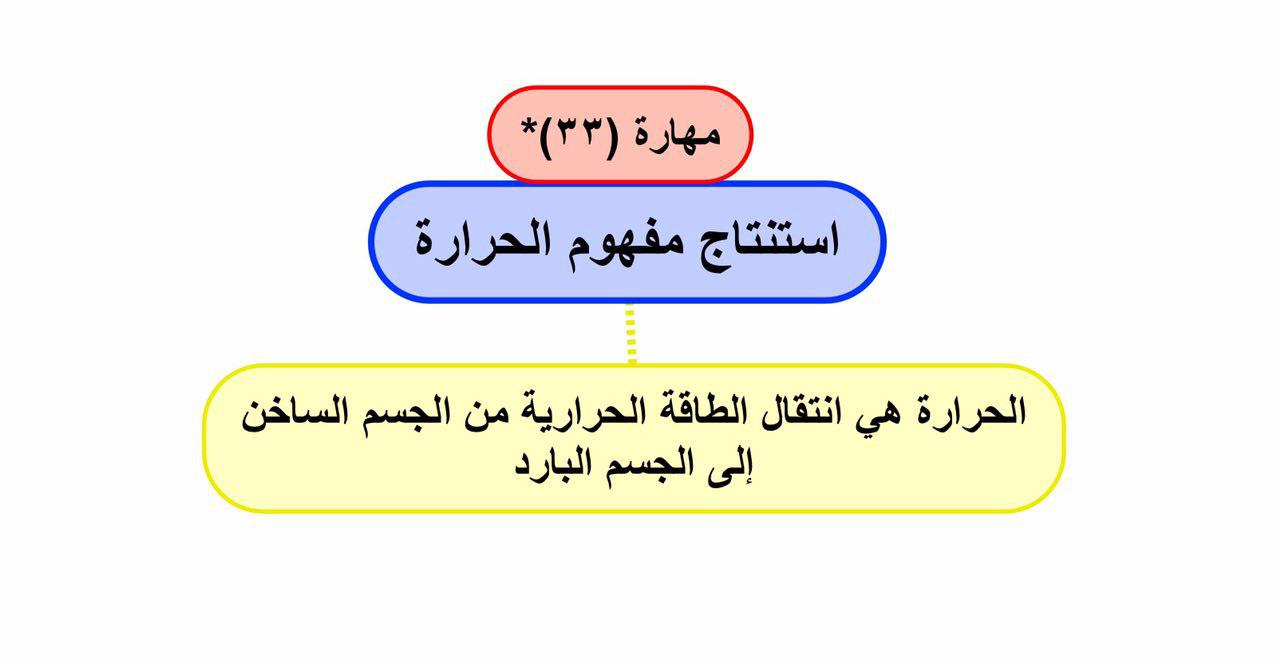 مهارة (٣٣)*
استنتاج مفهوم الحرارة
الحرارة هي انتقال الطاقة الحرارية من الجسم الساخن
إلى الجسم البارد